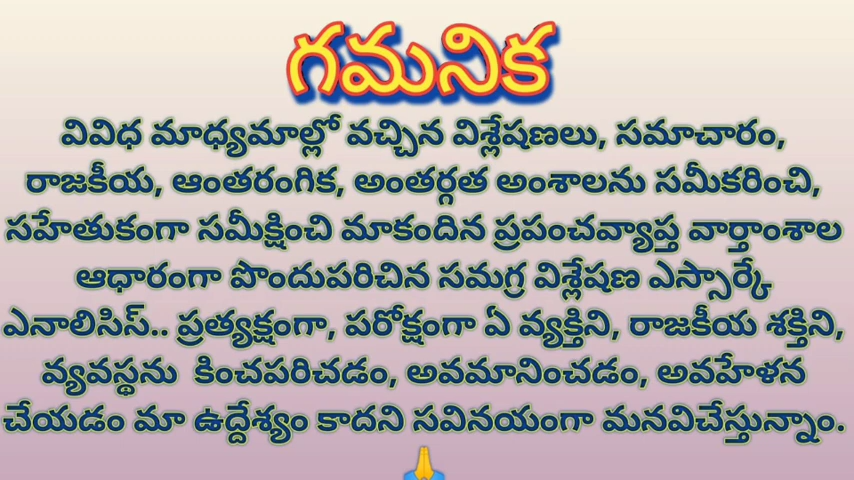 గమనిక
వివిధ మాధ్యమాల్లో వచ్చిన విశ్లేషణలు, సమాచారం,
రాజకీయ, ఆంతరంగిక, అంతర్గత అంశాలను సమీకరించి,
సహేతుకంగా సమీక్షించి మాకందిన ప్రపంచవ్యాప్త వార్తాంశాల
ఆధారంగా పొందుపరిచిన సమగ్ర విశ్లేషణ ఎస్సార్కే
ఎనాలిసిస్.. ప్రత్యక్షంగా, పరోక్షంగా ఏ వ్యక్తిని, రాజకీయ శక్తిని,
వ్యవస్థను కించపరిచడం, అవమానించడం, అవహేళన
చేయడం మా ఉద్దేశ్యం కాదని సవినయంగా మనవిచేస్తున్నాం.
🙏